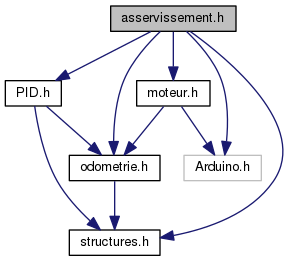 asservissement.h
PID.h
moteur.h
odometrie.h
Arduino.h
structures.h